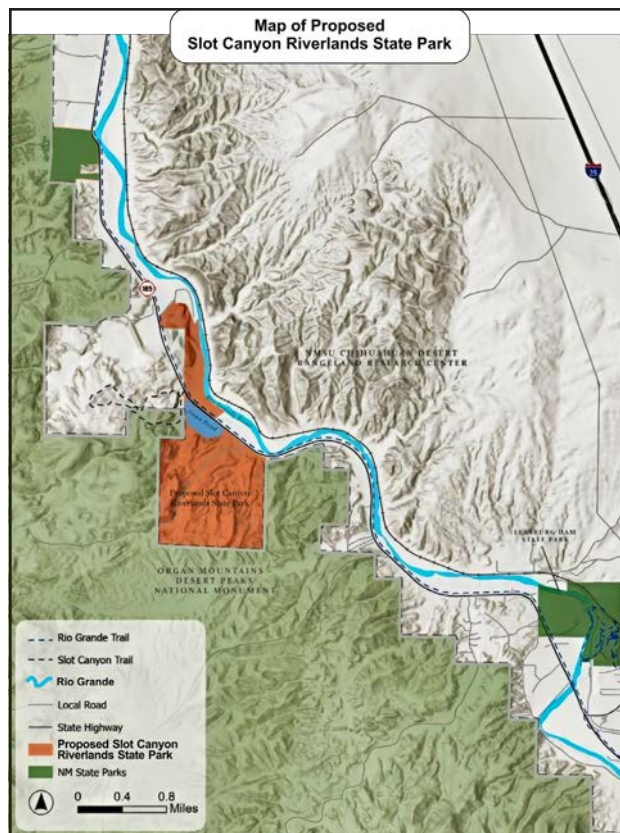 Map of Proposed
Slot Canyon Riverlands State Park
25
185
NMSU CHIHUAHUAN DESERT
RANGELAND RESEARCH CENTER
Proposed Slot Canyon
Riverlands State Park
LEASBURG DAM
STATE PARK
ORGAN MOUNTAINS
DESERT PEAKS
NATIONAL MONUMENT
Rio Grande Trail
Slot Canyon Trail
Rio Grande
Local Road
State Highway
Proposed Slot Canyon
Riverlands State Park
NM State Parks
0 0.4 0.8
Miles